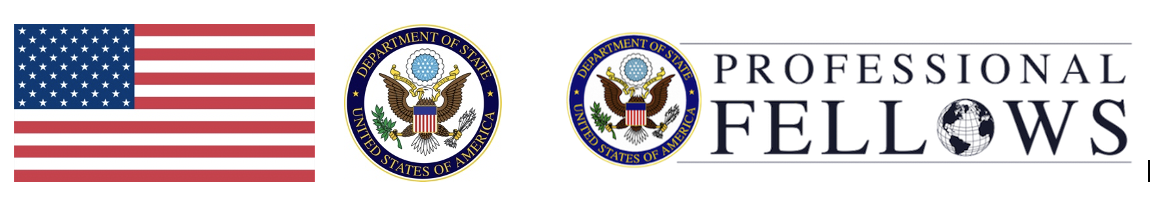 DEPARTMENT OF STATE
UNITED STATES OF AMERICA
DEPARTMENT OF STATE
UNITED STATES OF AMERICA
PROFESSIONAL
FELLOWS